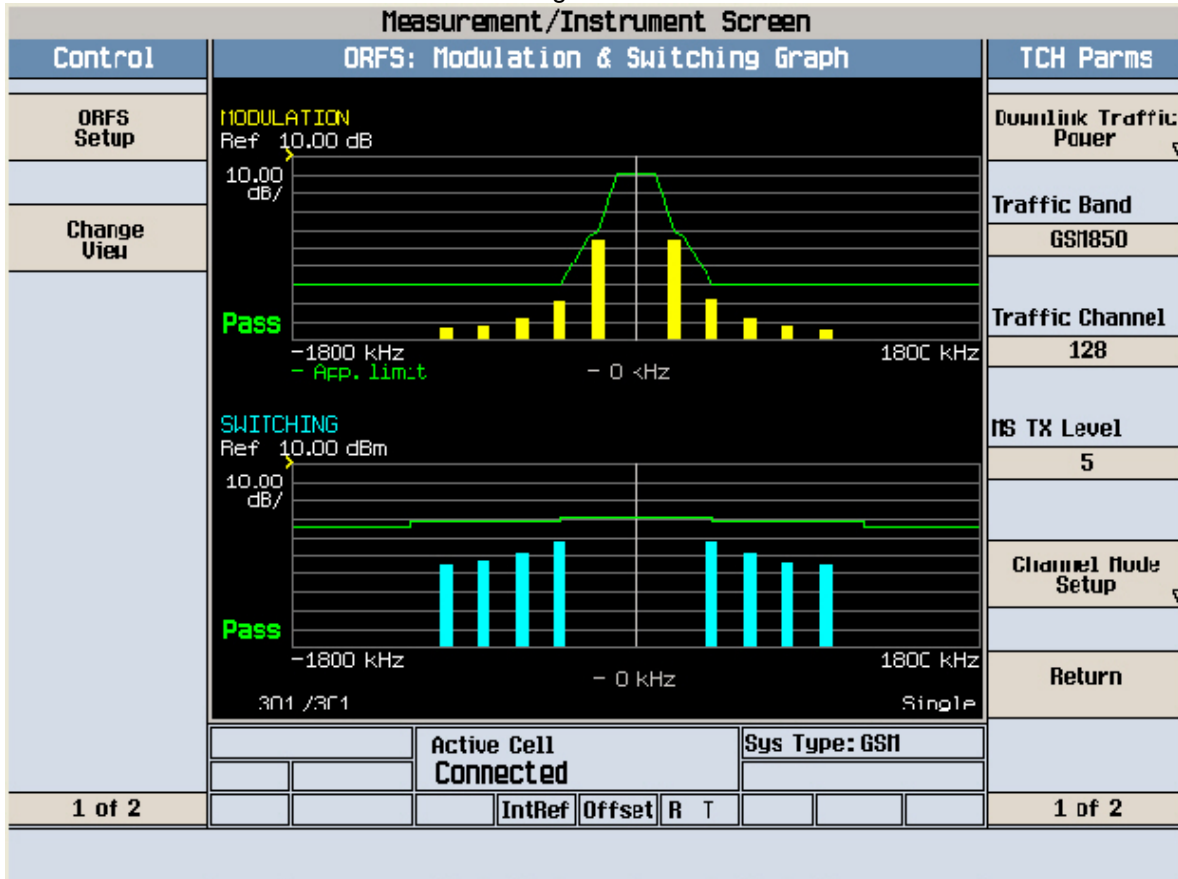 Measurement/Instrument Screen
Control
ORFS: Modulation & Switching Graph
TCH Parms
ORFS
Setup
Change
View
1 of 2
MODULATION
Ref 10.00 dB
10.00
dB/
Pass
-1800 kHz
1800 kHz
- App. limit
- 0 kHz
SWITCHING
Ref 10.00 dBm
10.00
dB/
Pass
-1800 kHz
1800 kHz
- 0 kHz
301 /301
Single
Active Cell
Connected
Sys Type: GSM
IntRef
Offset
R T
Downlink Traffic
Power
Traffic Band
GSM850
Traffic Channel
128
MS TX Level
5
Channel Mode
Setup
Return
1 of 2